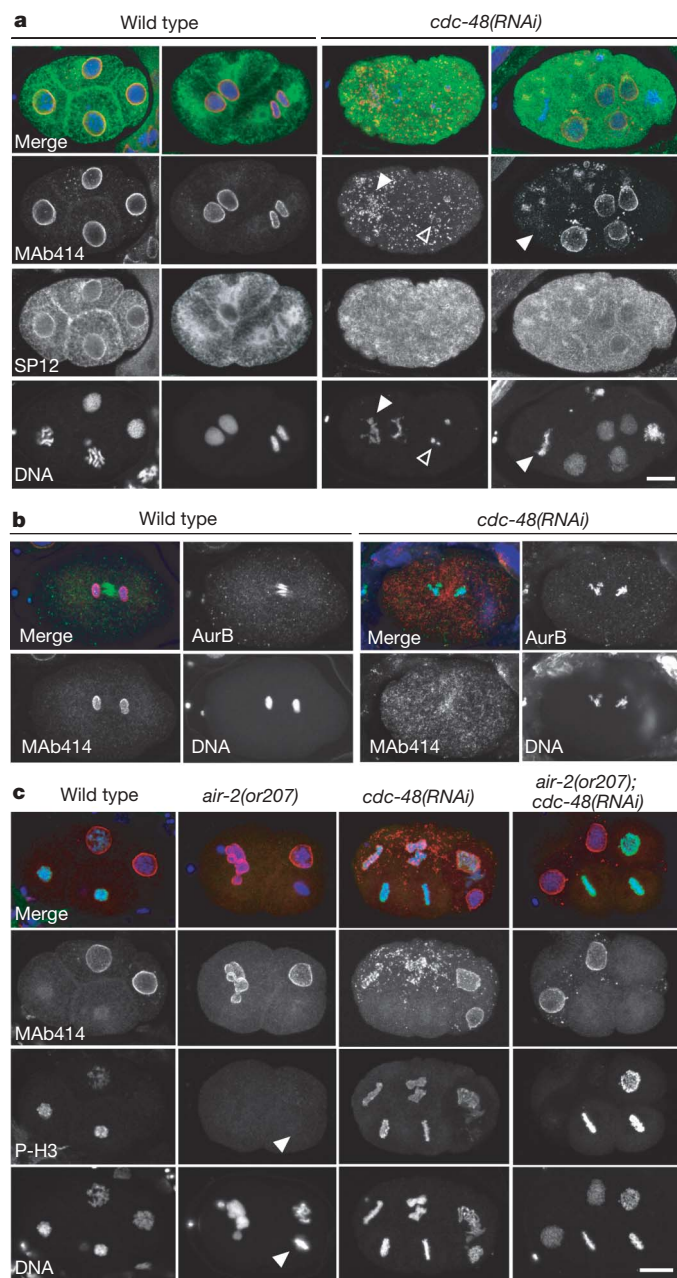 a
Wild type cdc-48(RNAi)
Merge
MAb414
SP12
DNA
b
Wild type cdc-48(RNAi)
Merge AurB Merge AurB
MAb414 DNA MAb414 DNA
c
Wild type air-2(or207) cdc-48(RNAi) air-2(or207);
cdc-48(RNAi)
Merge
MAb414
P-H3
DNA